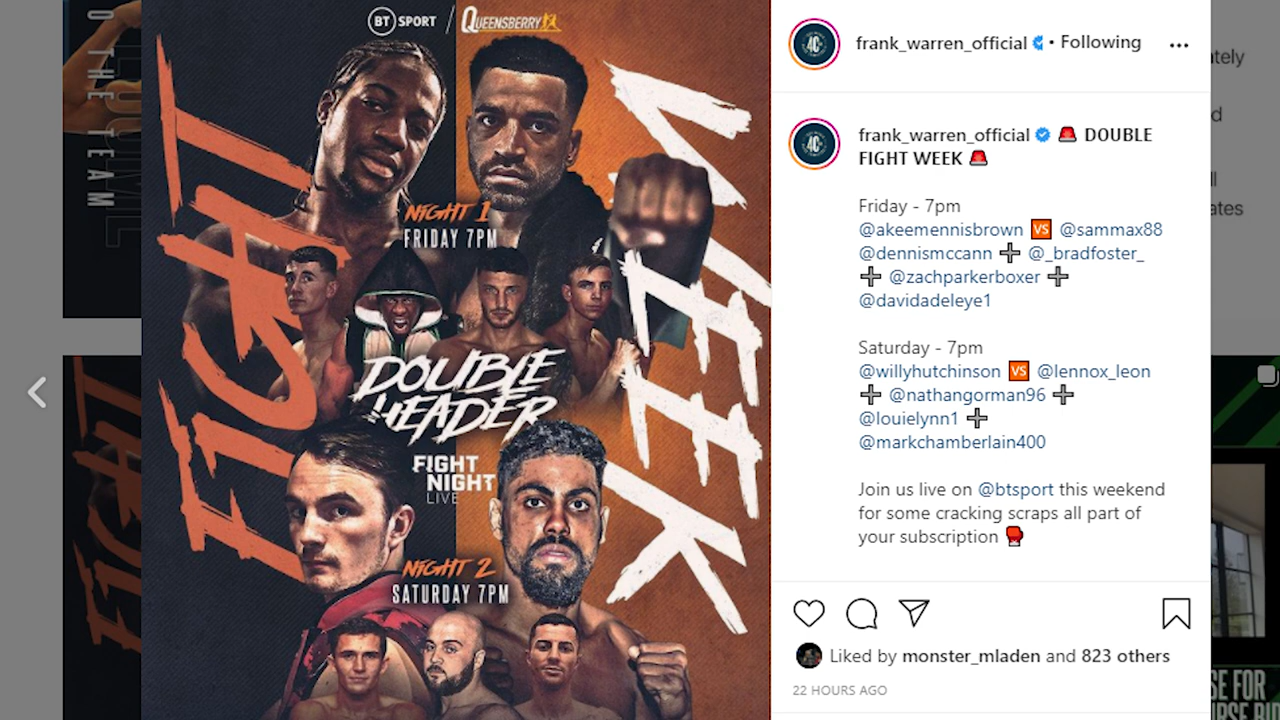 O THE TEAM
BT SPORT / QUEENSBERRY
FIGHT
WEEK
NIGHT 1
FRIDAY 7PM
DOUBLE
HEADER
FIGHT
NIGHT
LIVE
NIGHT 2
SATURDAY 7PM
frank_warren_official • Following
4C
frank_warren_official 🚨 DOUBLE
FIGHT WEEK 🚨
Friday - 7pm
@akeemennisbrown 🆚 @sammax88
@dennismccann ➕ @_bradfoster_
➕ @zachparkerboxer ➕
@davidadeleye1
Saturday - 7pm
@willyhutchinson 🆚 @lennox_leon
➕ @nathangorman96 ➕
@louielynn1 ➕
@markchamberlain400
Join us live on @btsport this weekend
for some cracking scraps all part of
your subscription 🥊
Liked by monster_mladen and 823 others
22 HOURS AGO